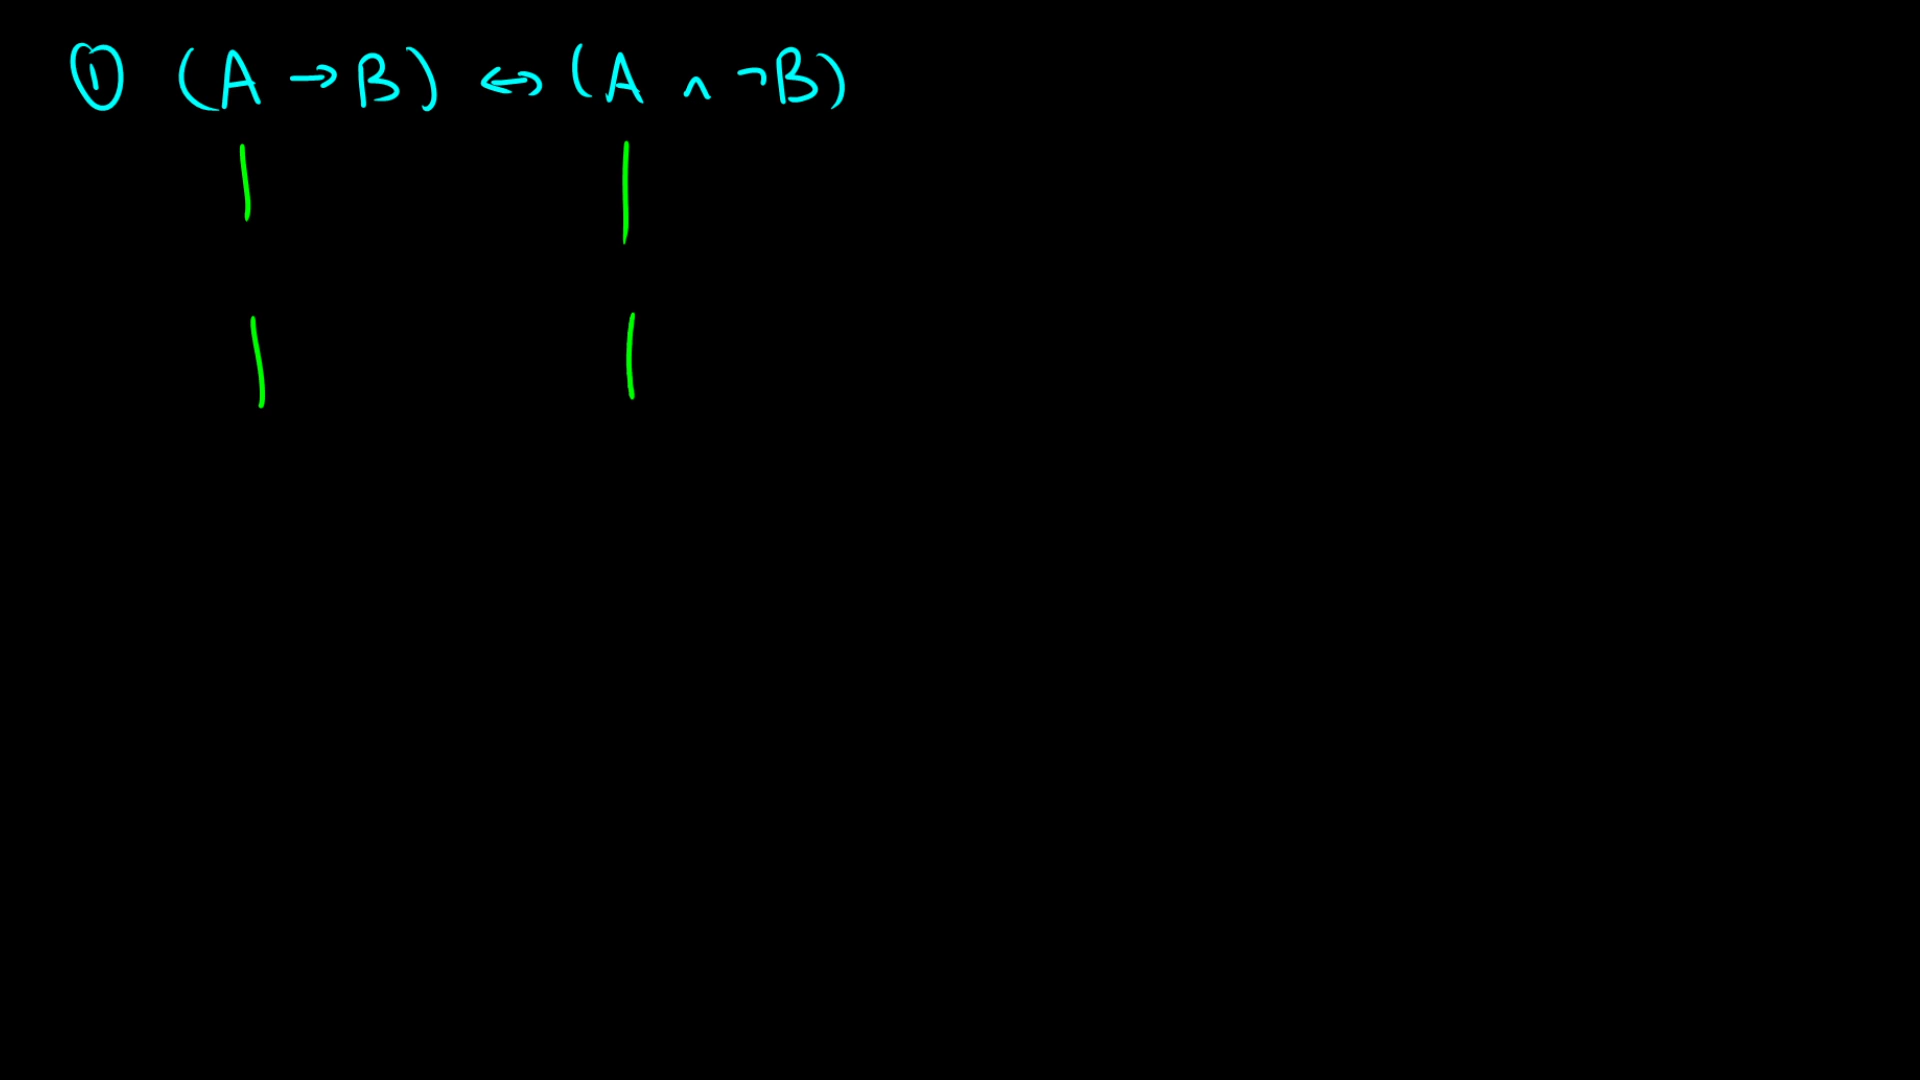 ① (A → B) ↔ (A ∧ ¬B)
| |
| |